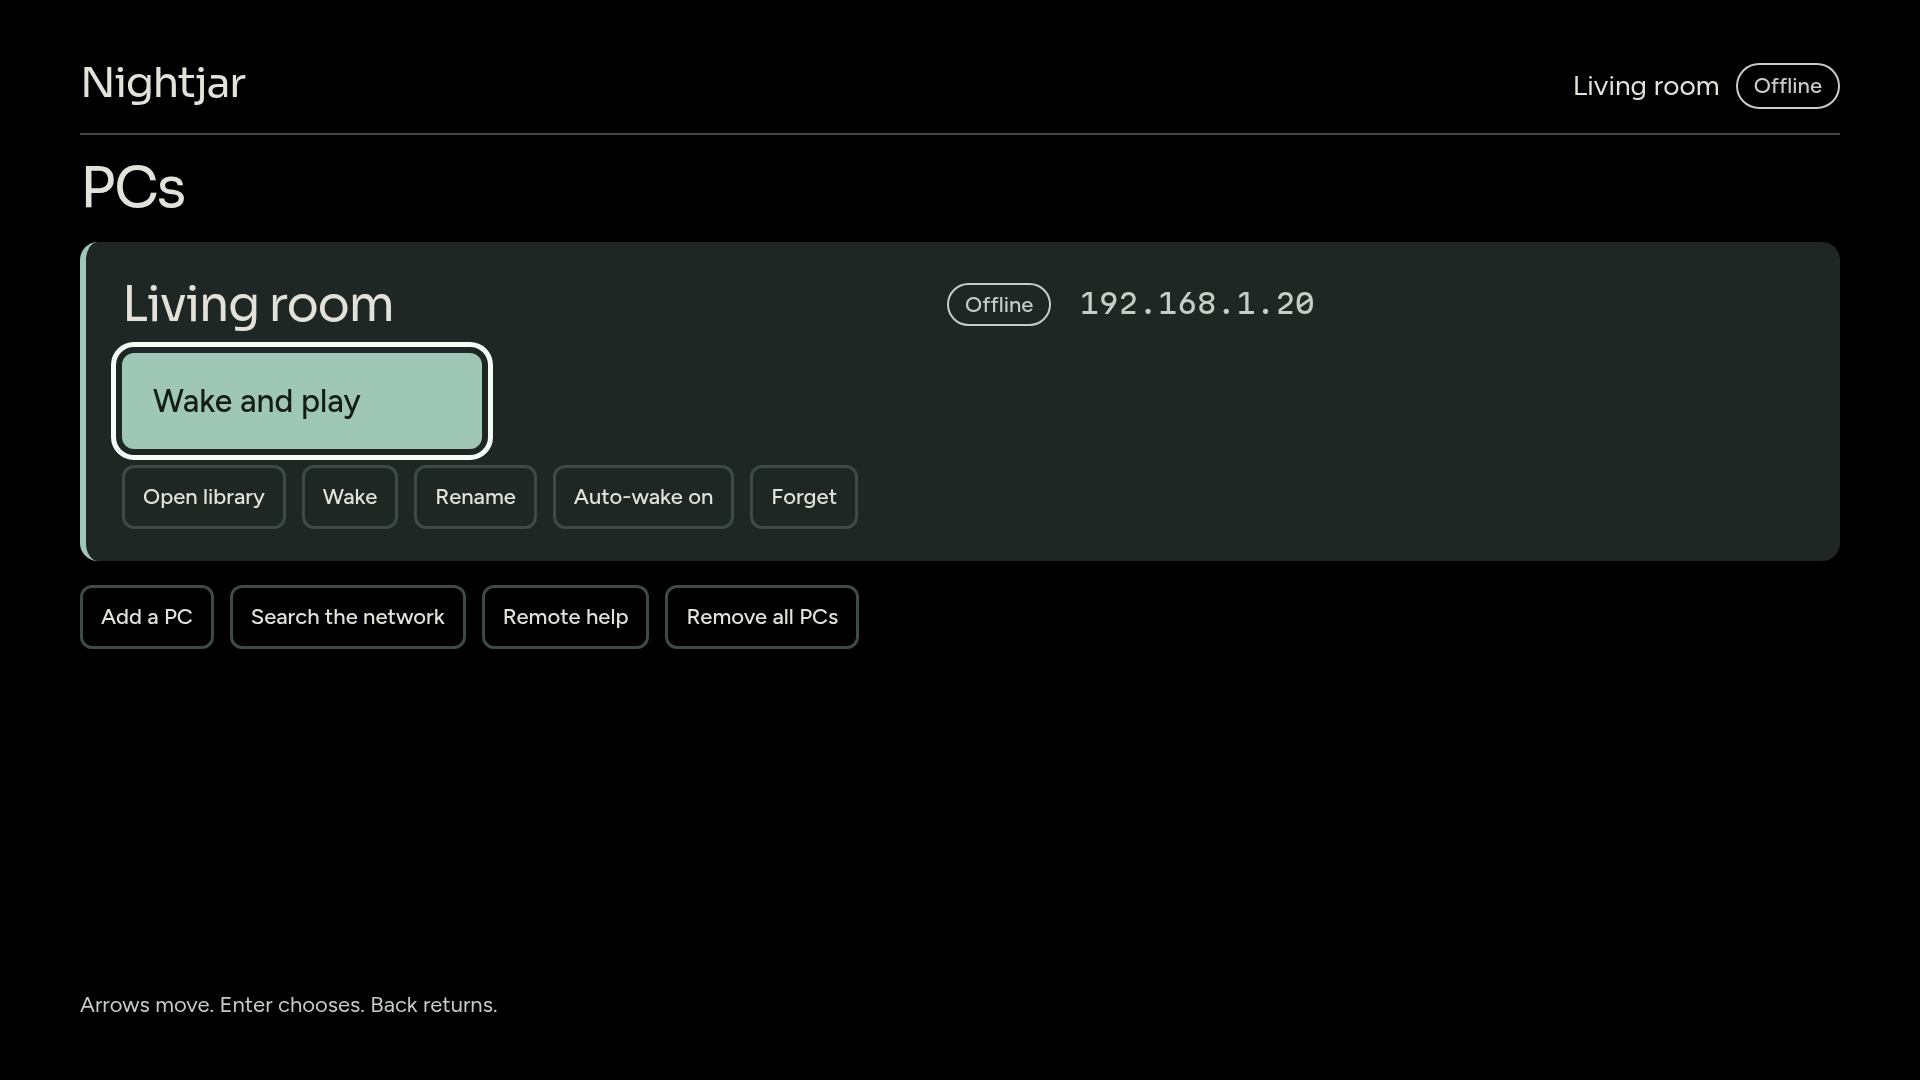 Nightjar
Living room Offline
PCs
Living room Offline 192.168.1.20
Wake and play
Open library Wake Rename Auto-wake on Forget
Add a PC Search the network Remote help Remove all PCs
Arrows move. Enter chooses. Back returns.